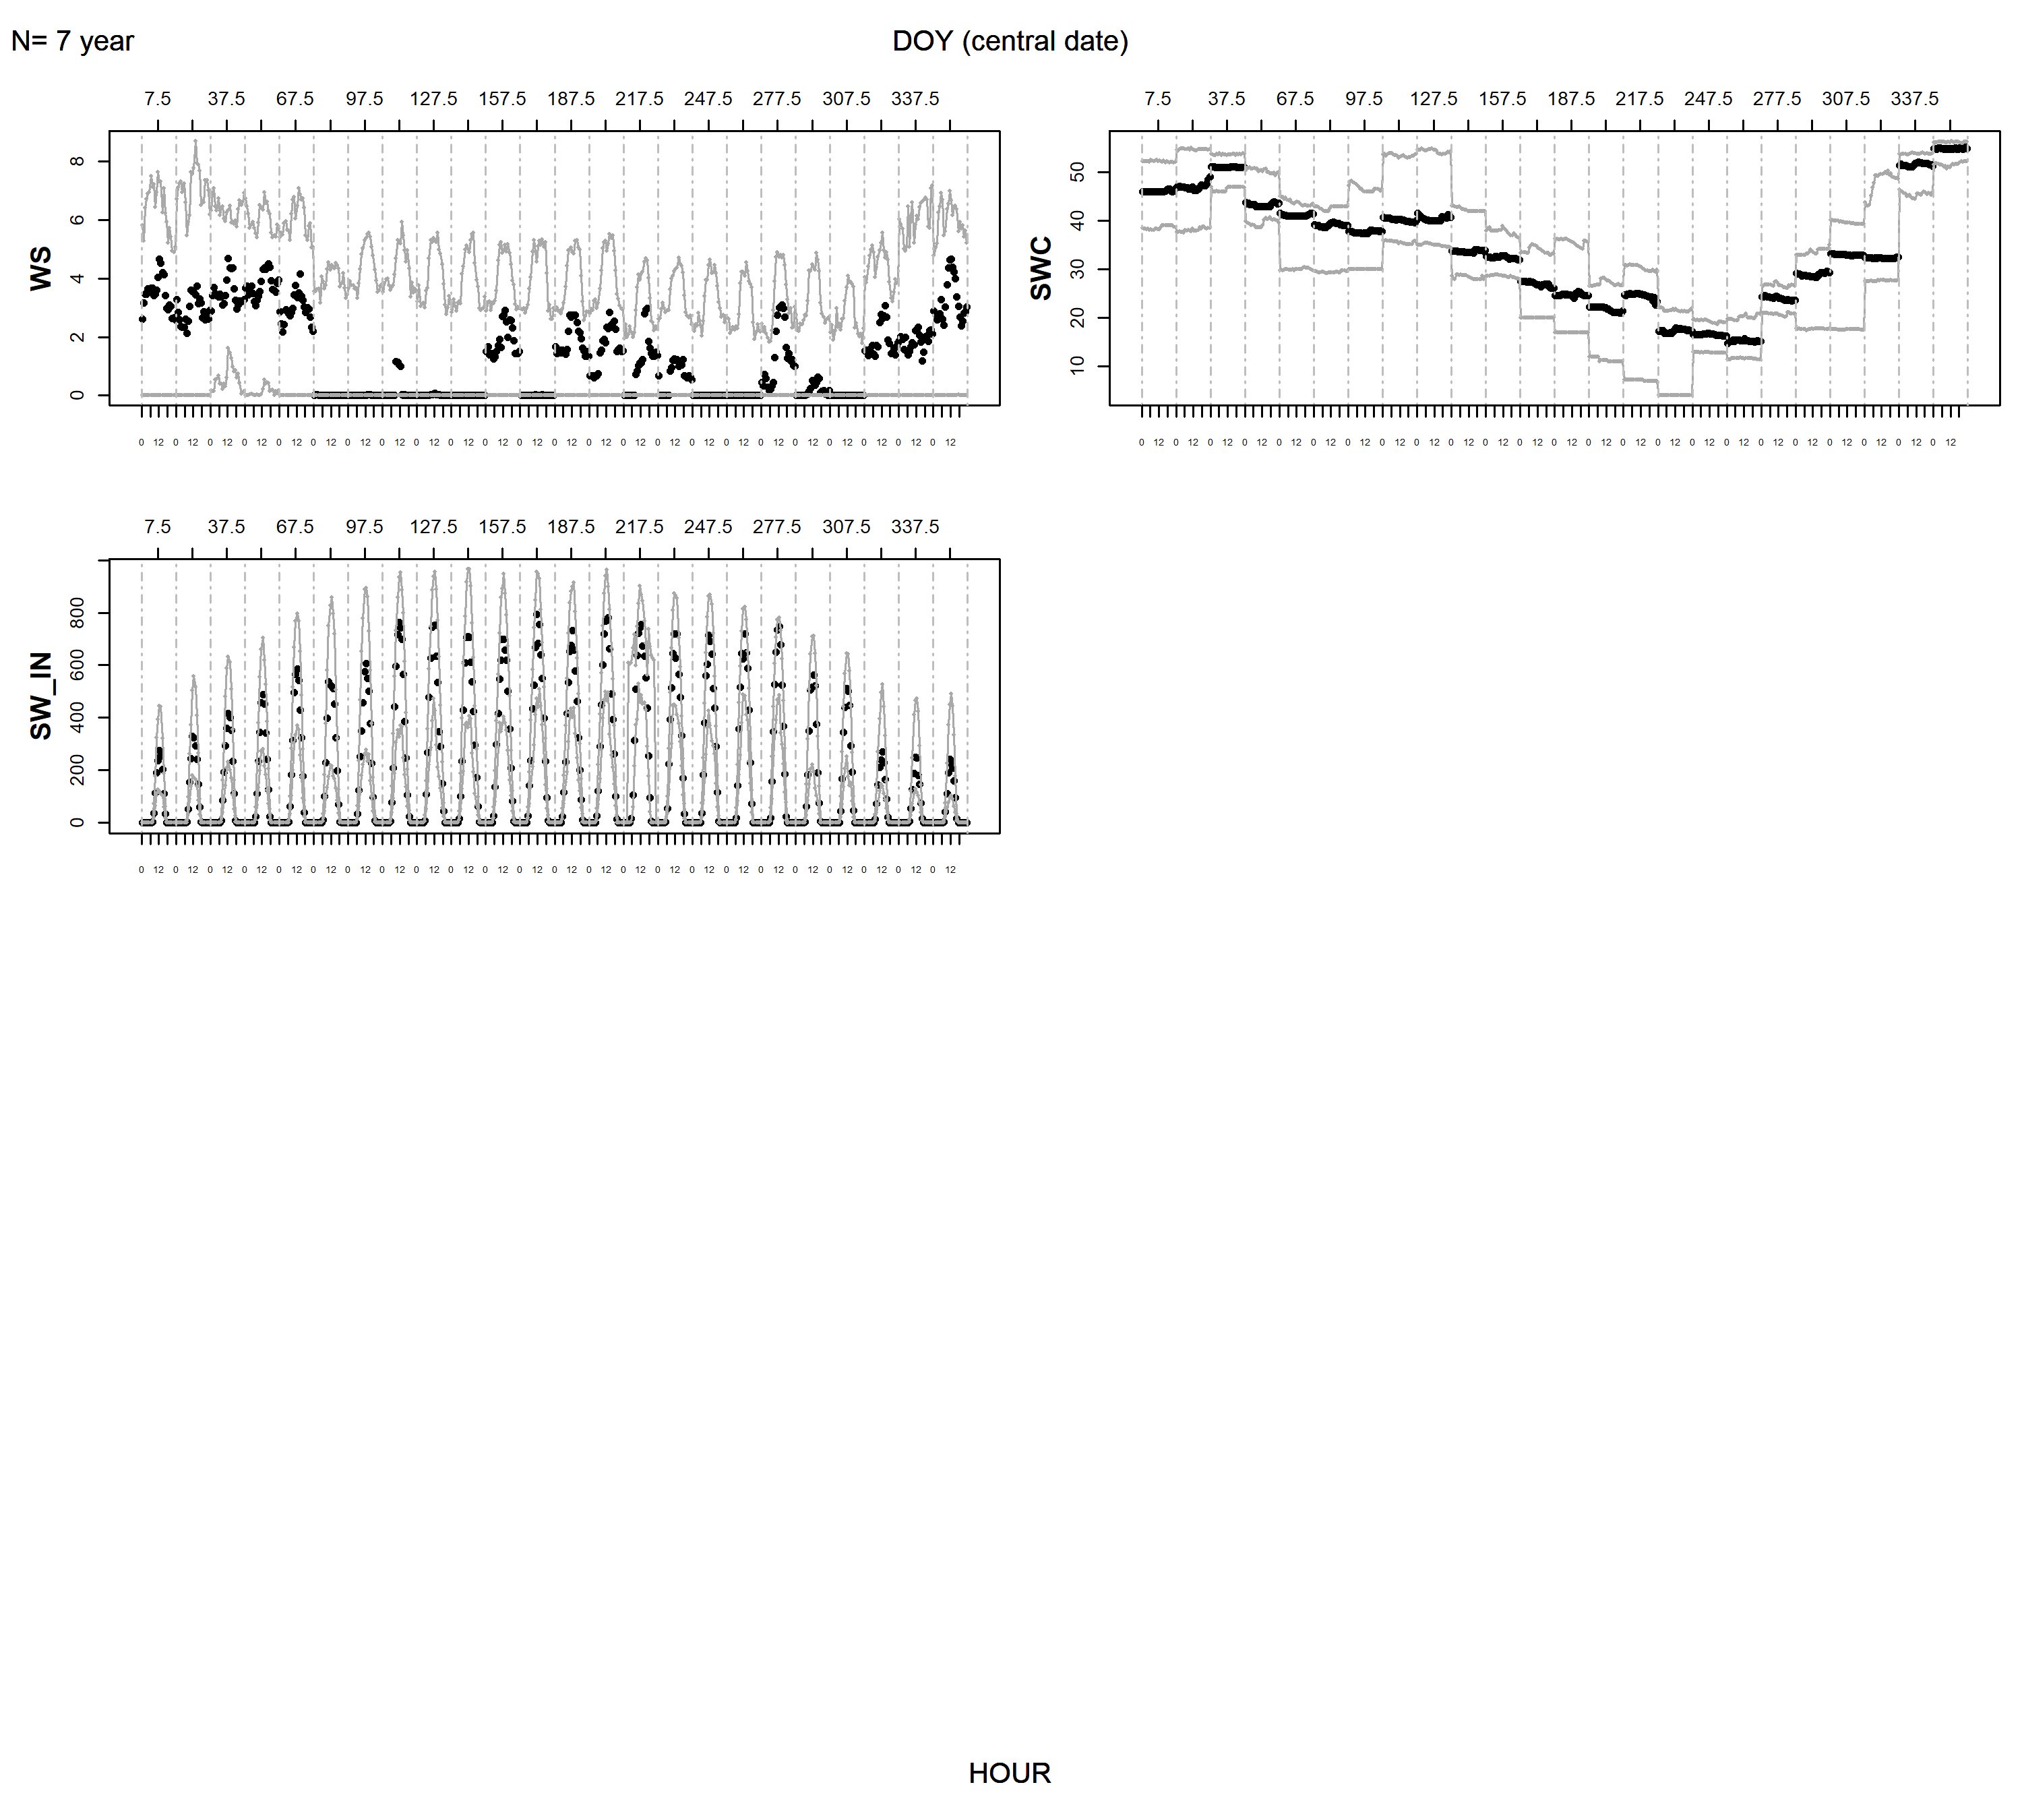 N= 7 year
DOY (central date)
7.5 37.5 67.5 97.5 127.5 157.5 187.5 217.5 247.5 277.5 307.5 337.5
WS
8
6
4
2
0
0 12 0 12 0 12 0 12 0 12 0 12 0 12 0 12 0 12 0 12 0 12 0 12 0 12 0 12 0 12 0 12 0 12 0 12 0 12 0 12 0 12 0 12 0 12 0 12
7.5 37.5 67.5 97.5 127.5 157.5 187.5 217.5 247.5 277.5 307.5 337.5
SWC
50
40
30
20
10
0 12 0 12 0 12 0 12 0 12 0 12 0 12 0 12 0 12 0 12 0 12 0 12 0 12 0 12 0 12 0 12 0 12 0 12 0 12 0 12 0 12 0 12 0 12 0 12
7.5 37.5 67.5 97.5 127.5 157.5 187.5 217.5 247.5 277.5 307.5 337.5
SW_IN
800
600
400
200
0
0 12 0 12 0 12 0 12 0 12 0 12 0 12 0 12 0 12 0 12 0 12 0 12 0 12 0 12 0 12 0 12 0 12 0 12 0 12 0 12 0 12 0 12 0 12 0 12
HOUR